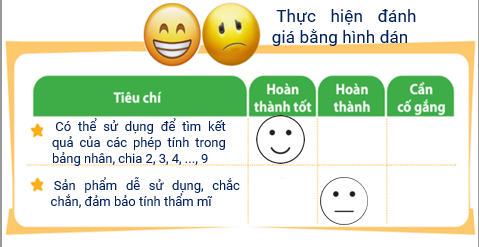 Thực hiện đánh
giá bằng hình dán
Tiêu chí
Hoàn
thành tốt
Hoàn
thành
Cần
cố gắng
Có thể sử dụng để tìm kết
quả của các phép tính trong
bảng nhân, chia 2, 3, 4, ..., 9
Sản phẩm dễ sử dụng, chắc
chắn, đảm bảo tính thẩm mĩ